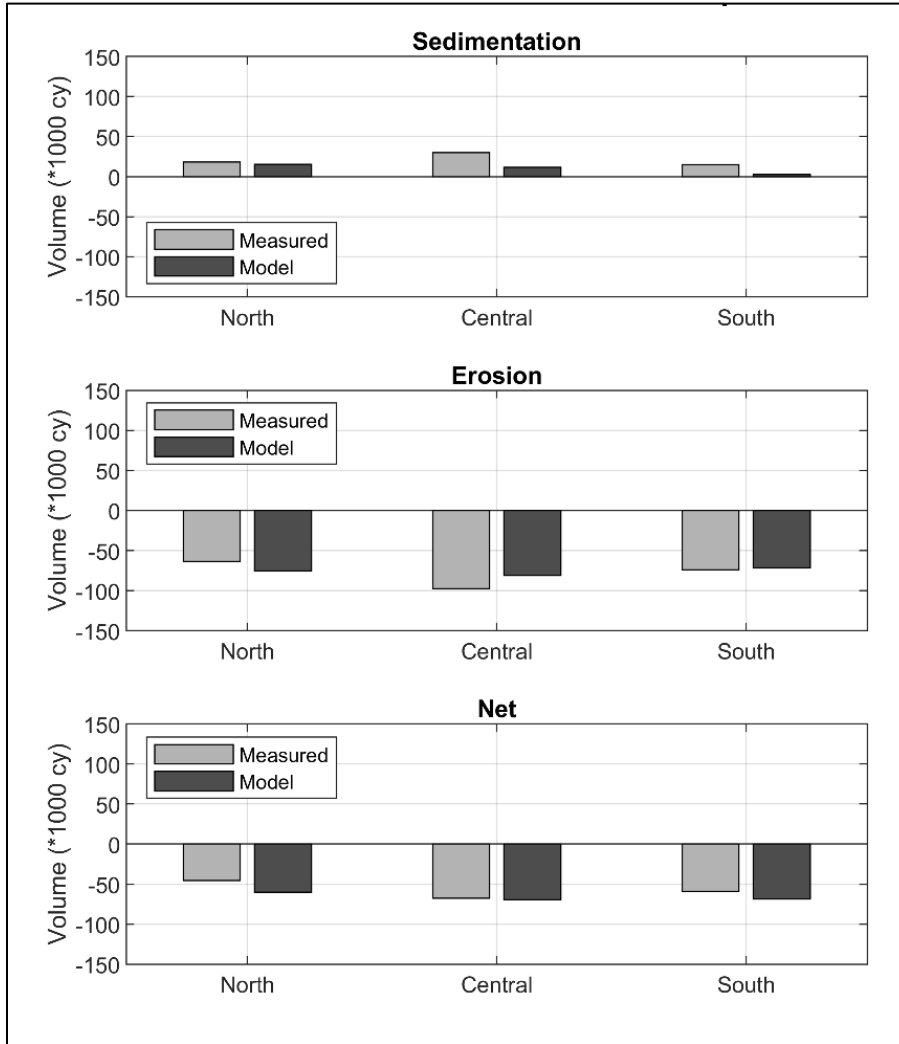 Sedimentation
Volume (*1000 cy)
150
100
50
0
-50
-100
-150
Measured
Model
North Central South
Erosion
Volume (*1000 cy)
150
100
50
0
-50
-100
-150
Measured
Model
North Central South
Net
Volume (*1000 cy)
150
100
50
0
-50
-100
-150
Measured
Model
North Central South